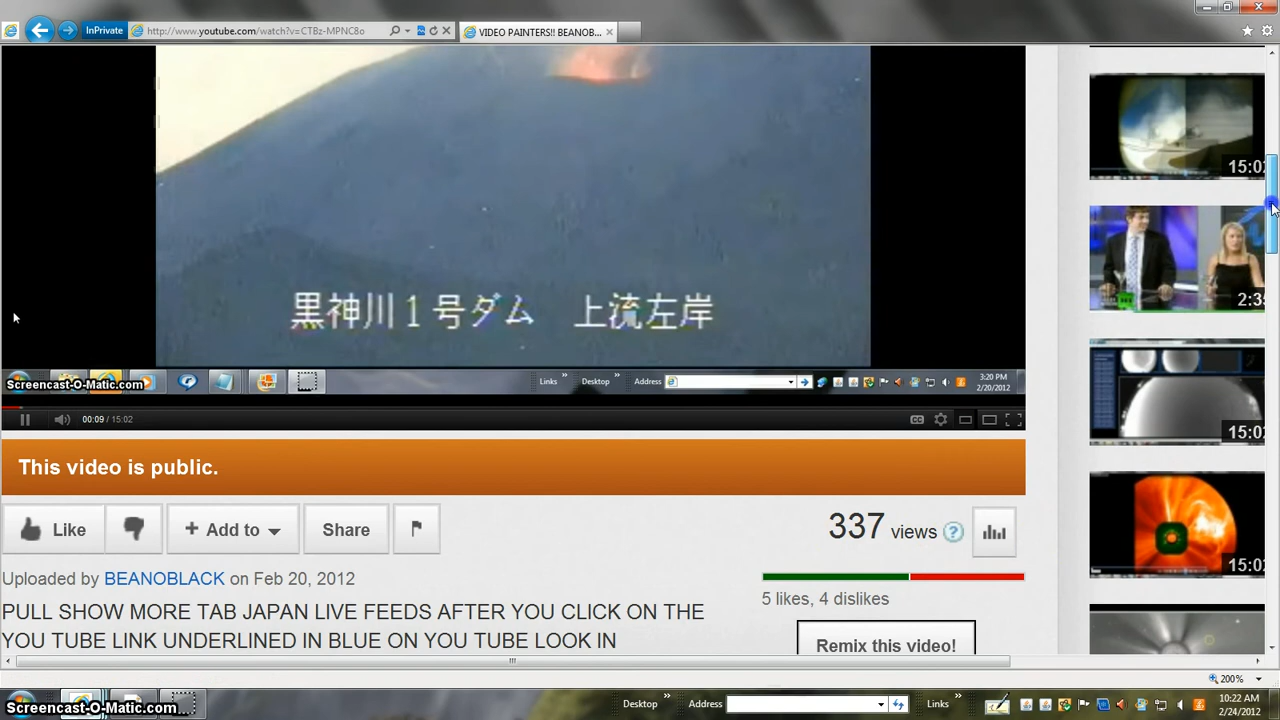 InPrivate
http://www.youtube.com/watch?v=CTBz-MPNC8o
VIDEO PAINTERS!! BEANOB...
15:02
黒神川１号ダム　上流左岸
2:35
Screencast-O-Matic.com
Links
Desktop
Address
3:20 PM
2/20/2012
00:09 / 15:02
CC
15:02
This video is public.
Like
Add to
Share
337 views
?
15:02
Uploaded by BEANOBLACK on Feb 20, 2012
5 likes, 4 dislikes
PULL SHOW MORE TAB JAPAN LIVE FEEDS AFTER YOU CLICK ON THE
YOU TUBE LINK UNDERLINED IN BLUE ON YOU TUBE LOOK IN
Remix this video!
200%
Screencast-O-Matic.com
Desktop
Address
Links
10:22 AM
2/24/2012